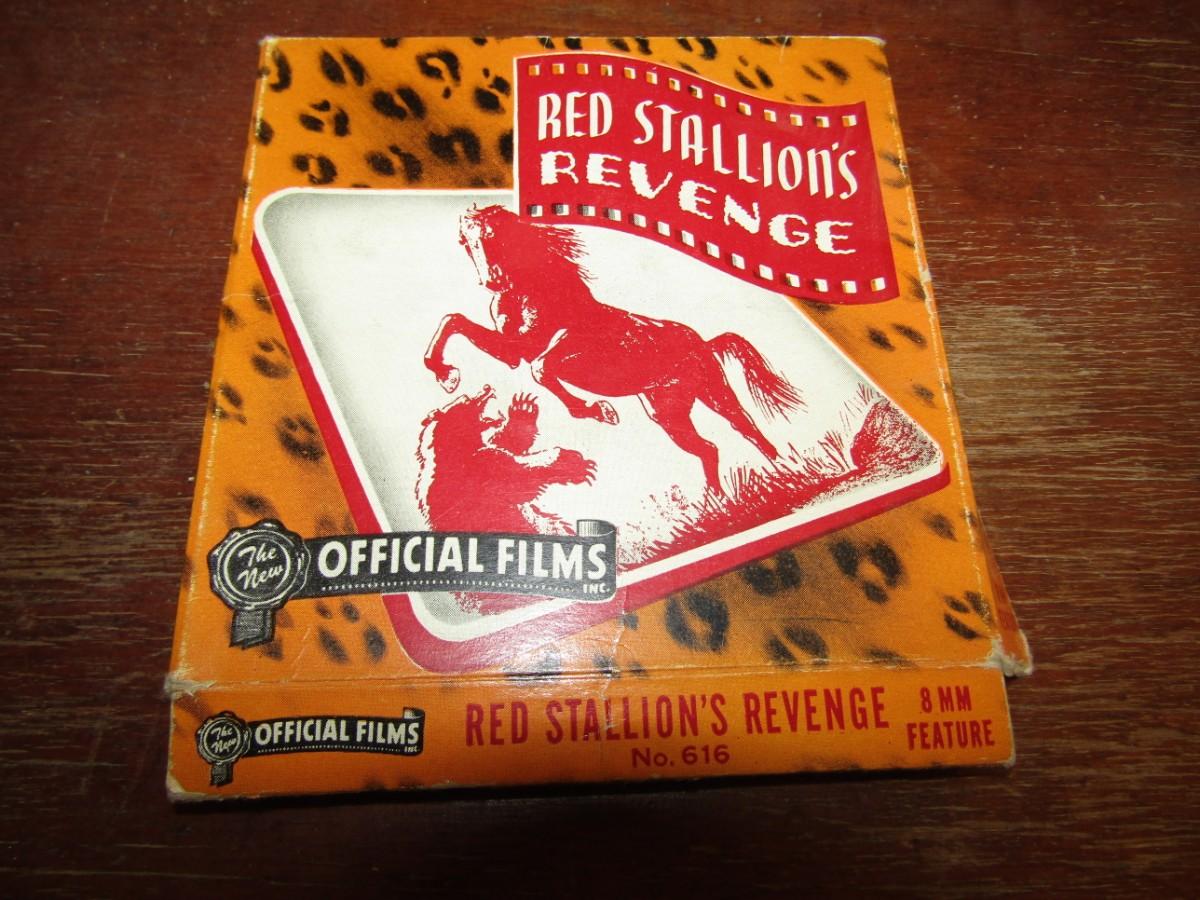 RED STALLION'S
REVENGE
The
New
OFFICIAL FILMS
INC.
The
New
OFFICIAL FILMS
INC.
RED STALLION'S REVENGE
No. 616
8 MM
FEATURE